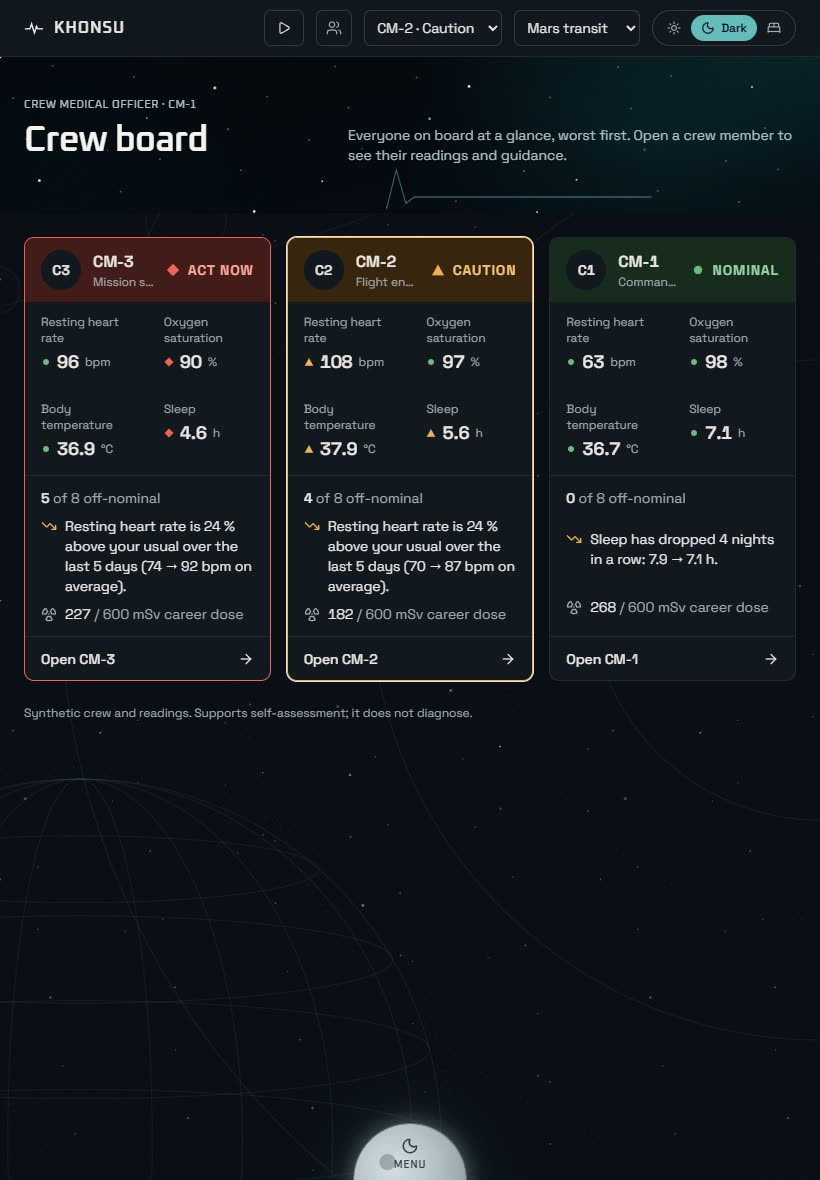 KHONSU
CM-2 · Caution
Mars transit
Dark
CREW MEDICAL OFFICER · CM-1
Crew board
Everyone on board at a glance, worst first. Open a crew member to
see their readings and guidance.
C3
CM-3
Mission s...
ACT NOW
Resting heart
rate
96 bpm
Oxygen
saturation
90 %
Body
temperature
36.9 °C
Sleep
4.6 h
5 of 8 off-nominal
Resting heart rate is 24 %
above your usual over the
last 5 days (74 → 92 bpm on
average).
227 / 600 mSv career dose
Open CM-3
C2
CM-2
Flight en...
CAUTION
Resting heart
rate
108 bpm
Oxygen
saturation
97 %
Body
temperature
37.9 °C
Sleep
5.6 h
4 of 8 off-nominal
Resting heart rate is 24 %
above your usual over the
last 5 days (70 → 87 bpm on
average).
182 / 600 mSv career dose
Open CM-2
C1
CM-1
Comman...
NOMINAL
Resting heart
rate
63 bpm
Oxygen
saturation
98 %
Body
temperature
36.7 °C
Sleep
7.1 h
0 of 8 off-nominal
Sleep has dropped 4 nights
in a row: 7.9 → 7.1 h.
268 / 600 mSv career dose
Open CM-1
Synthetic crew and readings. Supports self-assessment; it does not diagnose.
MENU